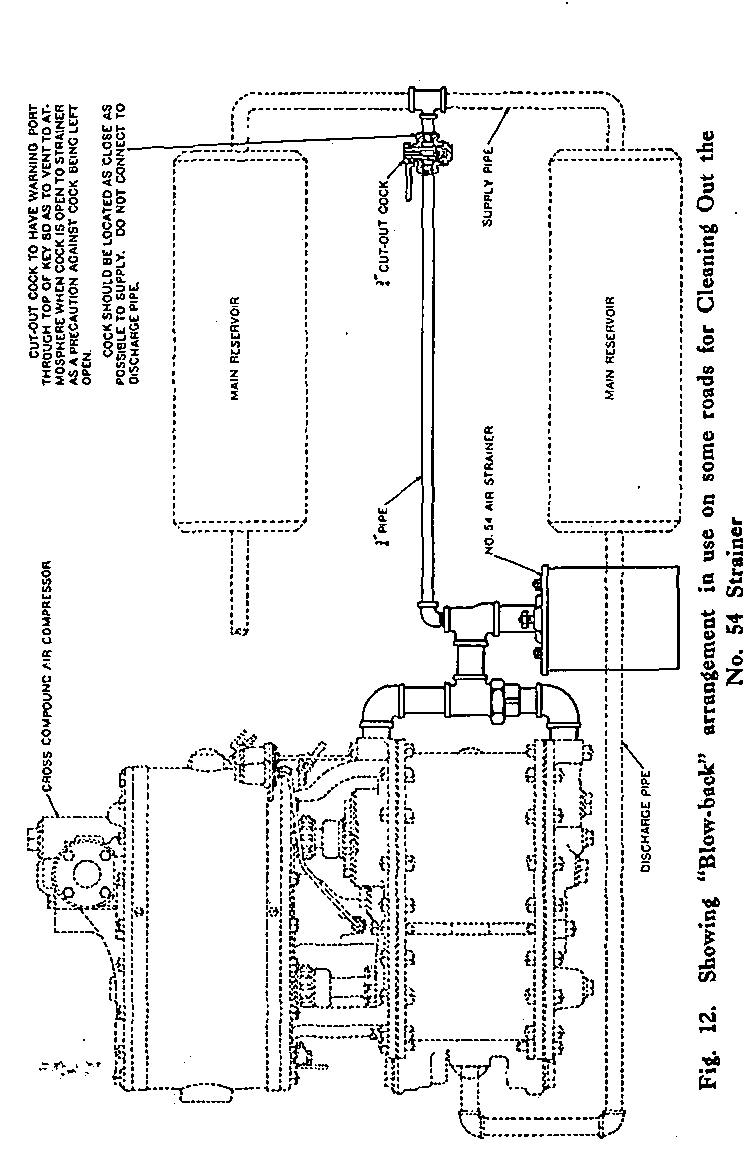 CUT-OUT COCK TO HAVE WARNING PORT
THROUGH TOP OF KEY SO AS TO VENT TO AT-
MOSPHERE WHEN COCK IS OPEN TO STRAINER
AS A PRECAUTION AGAINST COCK BEING LEFT
OPEN.
COCK SHOULD BE LOCATED AS CLOSE AS
POSSIBLE TO SUPPLY. DO NOT CONNECT TO
DISCHARGE PIPE.
CROSS COMPOUND AIR COMPRESSOR
MAIN RESERVOIR
1" CUT-OUT COCK
1" PIPE
SUPPLY PIPE
NO. 54 AIR STRAINER
MAIN RESERVOIR
DISCHARGE PIPE
Fig. 12. Showing "Blow-back" arrangement in use on some roads for Cleaning Out the
No. 54 Strainer